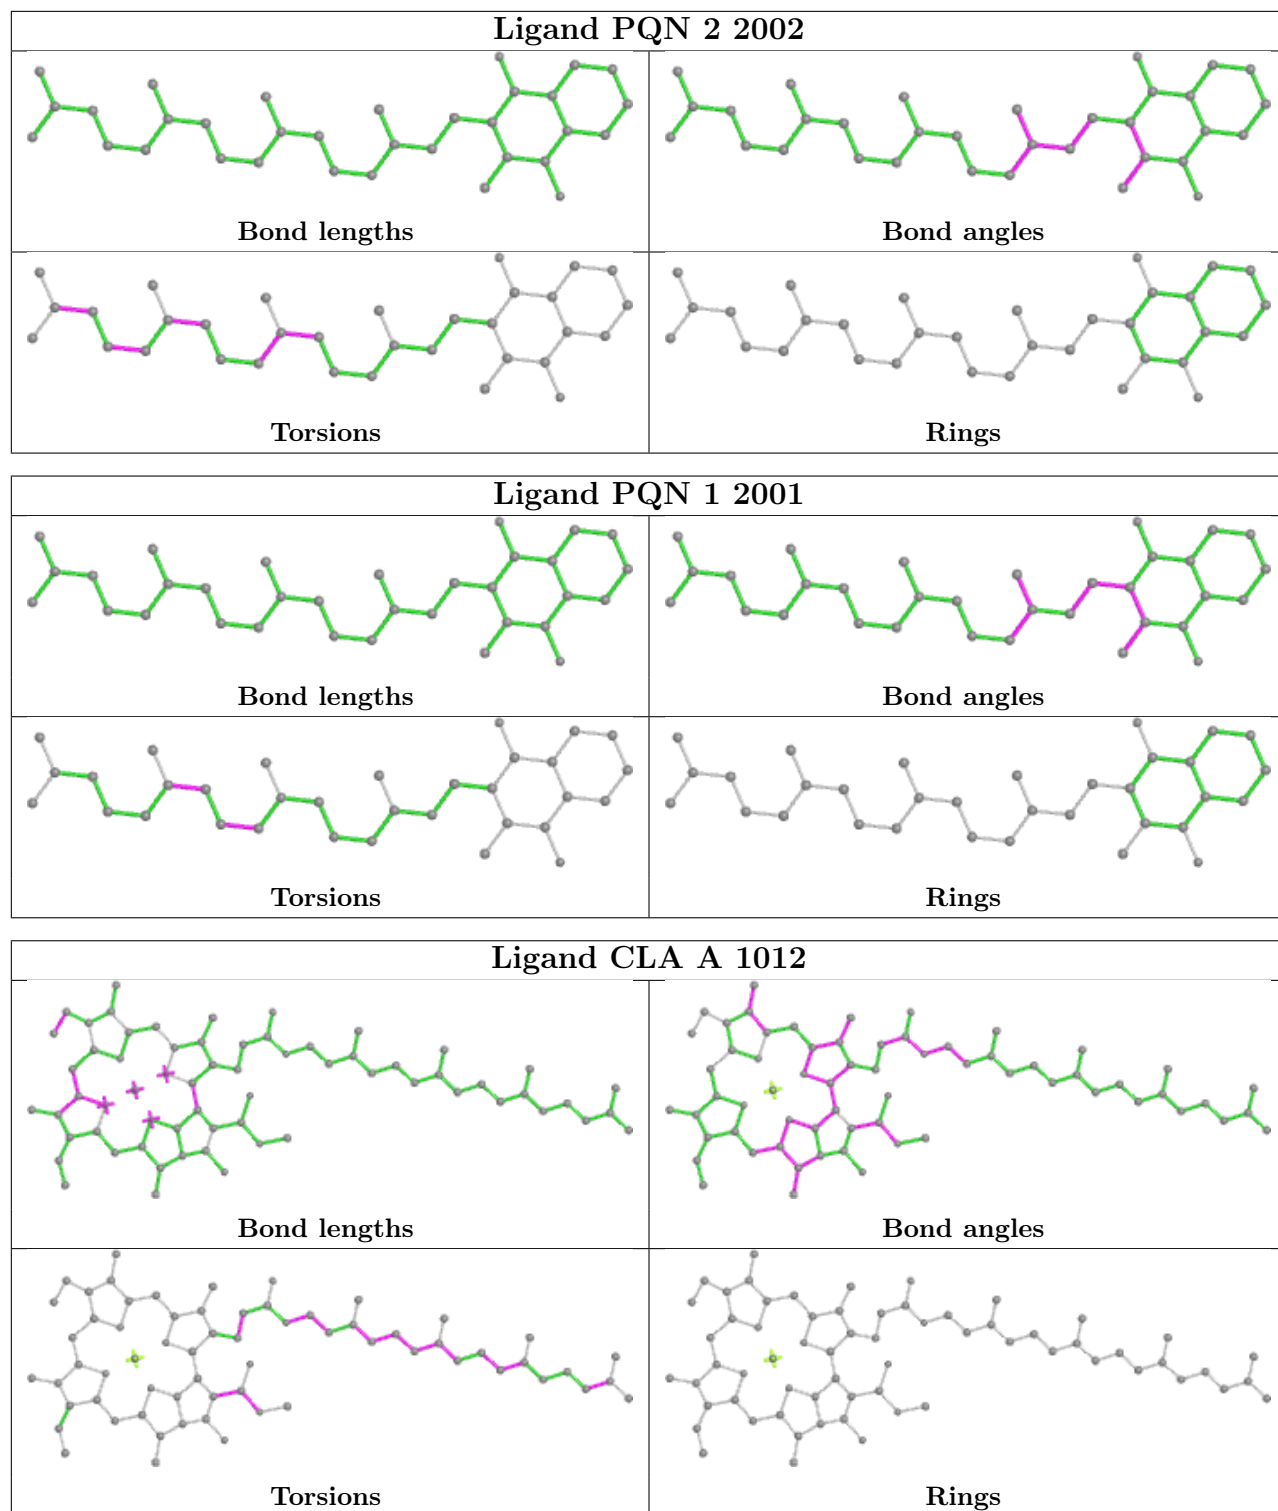 Ligand PQN 2 2002
Bond lengths
Bond angles
Torsions
Rings
Ligand PQN 1 2001
Bond lengths
Bond angles
Torsions
Rings
Ligand CLA A 1012
Bond lengths
Bond angles
Torsions
Rings